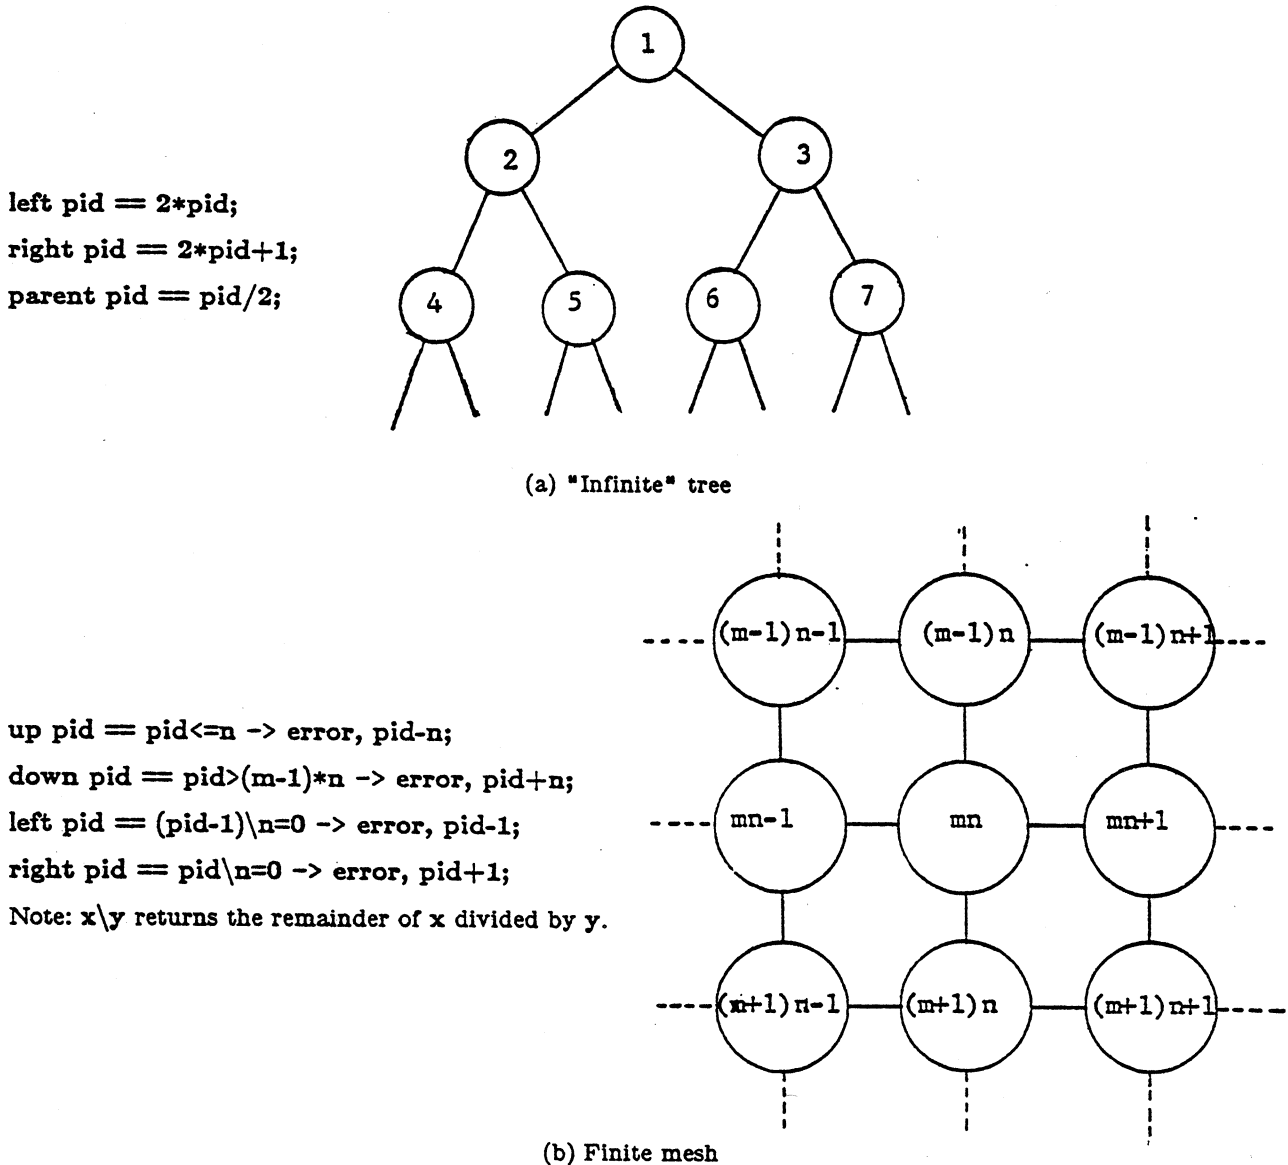 1
2
3
left pid == 2*pid;
right pid == 2*pid+1;
parent pid == pid/2;
4
5
6
7
(a) "Infinite" tree
(m-1)n-1
(m-1)n
(m-1)n+1
up pid == pid<=n -> error, pid-n;
down pid == pid>(m-1)*n -> error, pid+n;
left pid == (pid-1)\n=0 -> error, pid-1;
right pid == pid\n=0 -> error, pid+1;
Note: x\y returns the remainder of x divided by y.
mn-1
mn
mn+1
(m+1)n-1
(m+1)n
(m+1)n+1
(b) Finite mesh